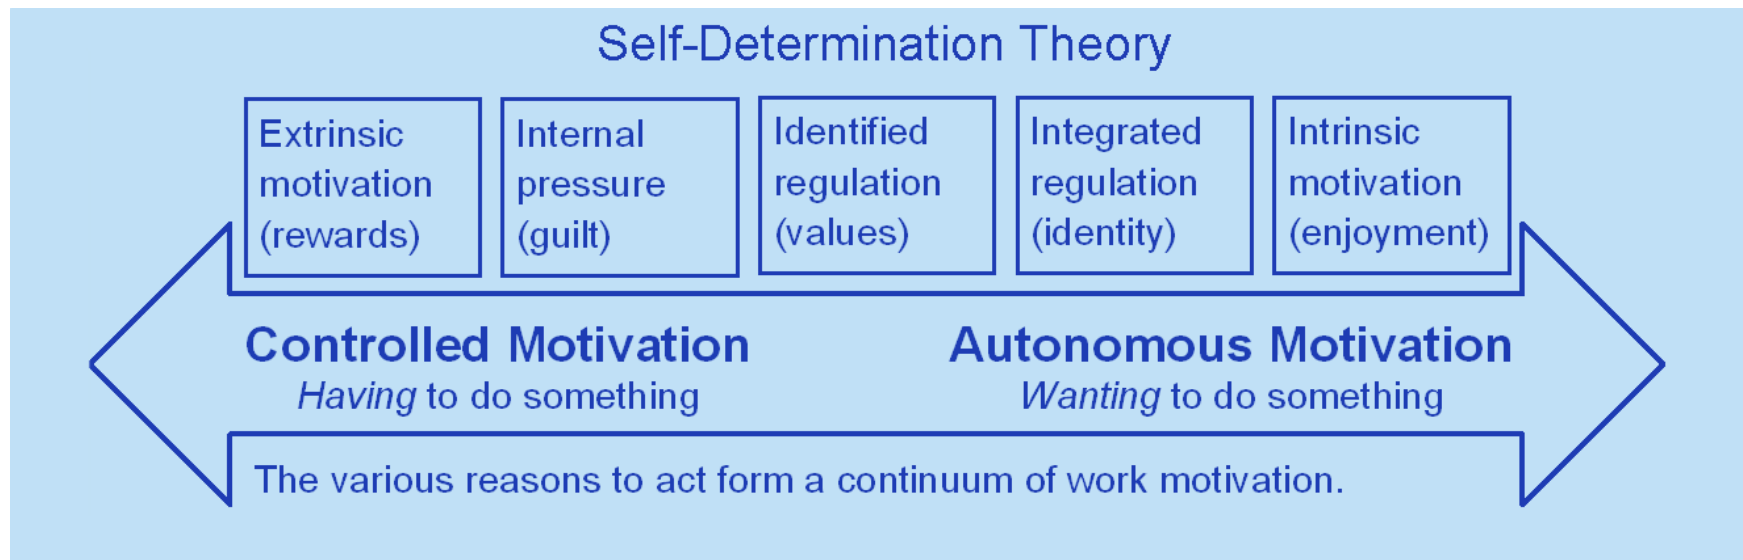 Self-Determination Theory
Extrinsic
motivation
(rewards)
Internal
pressure
(guilt)
Identified
regulation
(values)
Integrated
regulation
(identity)
Intrinsic
motivation
(enjoyment)
Controlled Motivation
Having to do something
Autonomous Motivation
Wanting to do something
The various reasons to act form a continuum of work motivation.